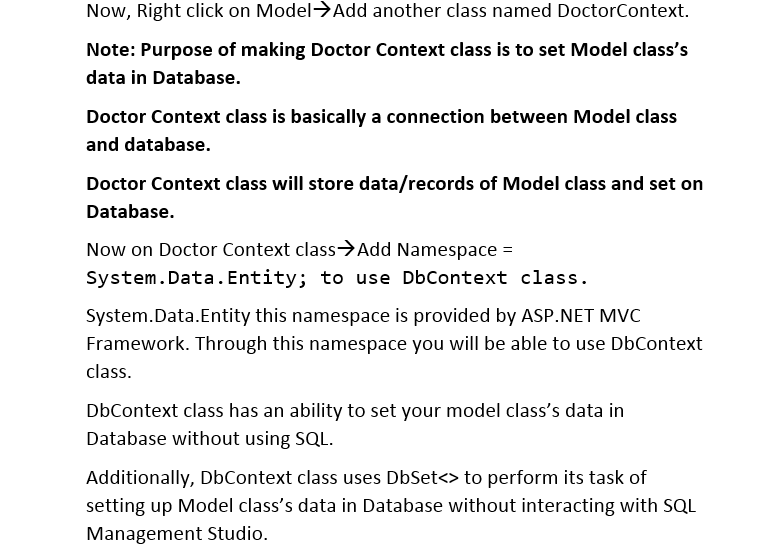 Now, Right click on Model→Add another class named DoctorContext.
Note: Purpose of making Doctor Context class is to set Model class's
data in Database.
Doctor Context class is basically a connection between Model class
and database.
Doctor Context class will store data/records of Model class and set on
Database.
Now on Doctor Context class→Add Namespace =
System.Data.Entity; to use DbContext class.
System.Data.Entity this namespace is provided by ASP.NET MVC
Framework. Through this namespace you will be able to use DbContext
class.
DbContext class has an ability to set your model class's data in
Database without using SQL.
Additionally, DbContext class uses DbSet<> to perform its task of
setting up Model class's data in Database without interacting with SQL
Management Studio.